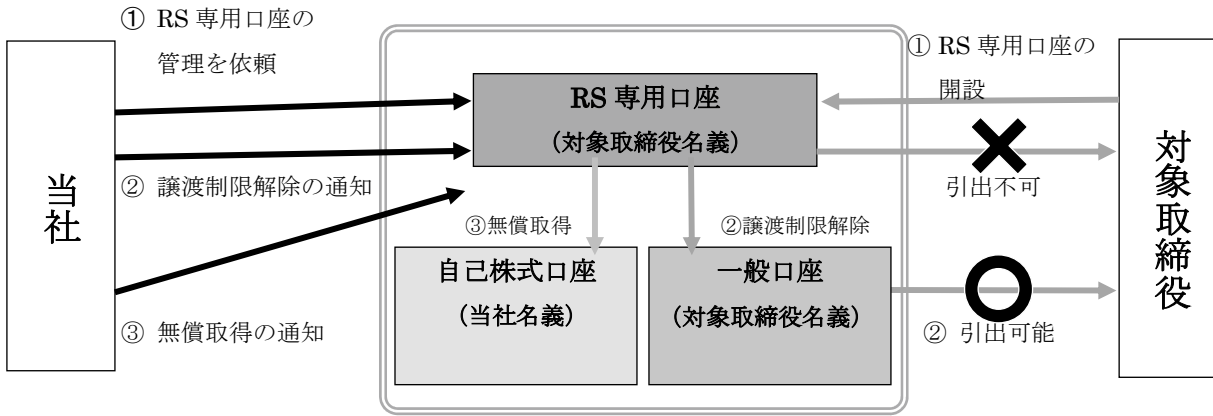 ① RS 専用口座の
管理を依頼
当社
② 譲渡制限解除の通知
③ 無償取得の通知
RS 専用口座
(対象取締役名義)
③無償取得
②譲渡制限解除
自己株式口座
(当社名義)
一般口座
(対象取締役名義)
① RS 専用口座の
開設
引出不可
② 引出可能
対象取締役